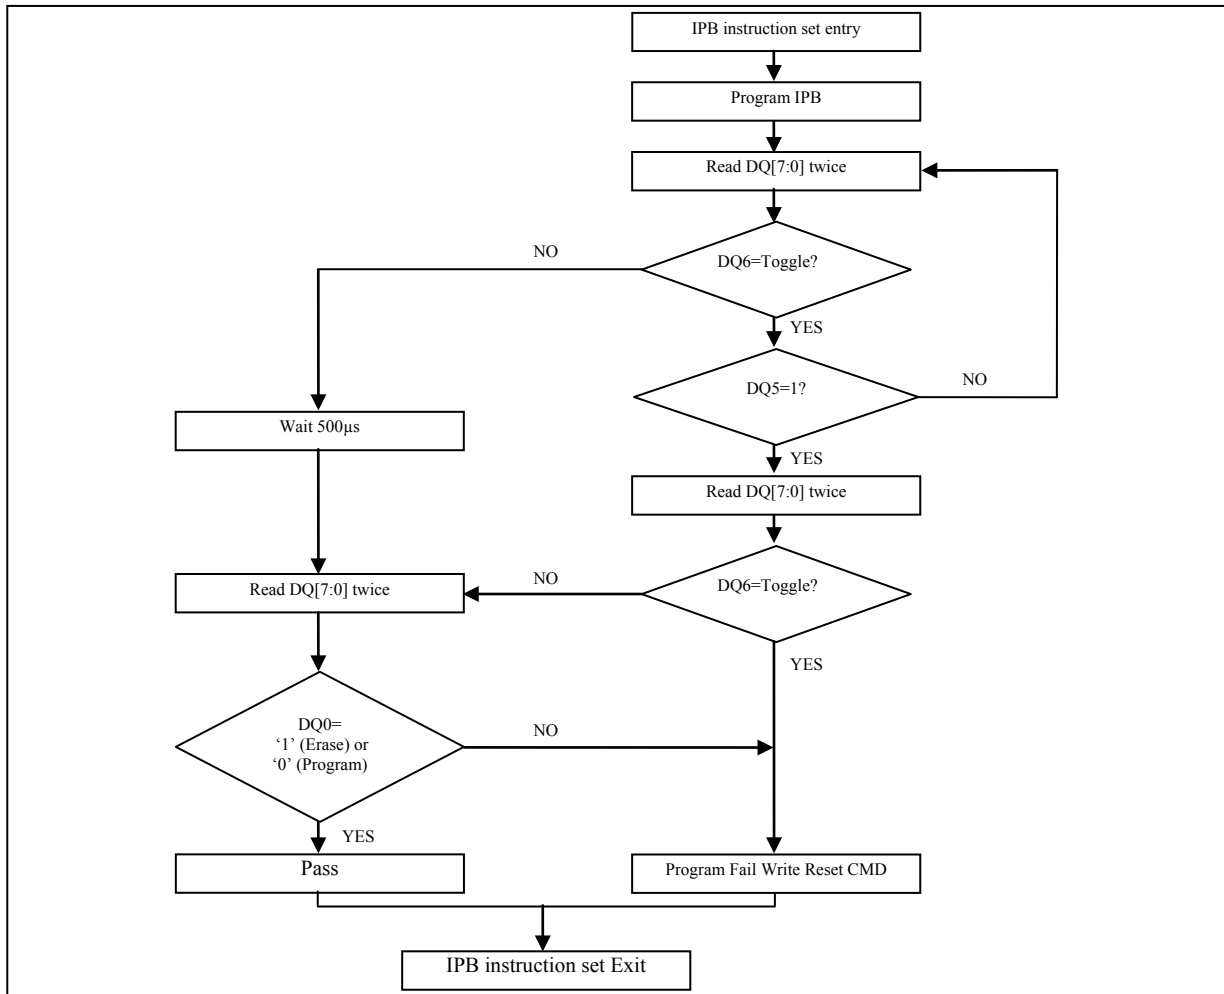 IPB instruction set entry
Program IPB
Read DQ[7:0] twice
NO
DQ6=Toggle?
YES
DQ5=1?
NO
Wait 500µs
YES
Read DQ[7:0] twice
Read DQ[7:0] twice
NO
DQ6=Toggle?
YES
DQ0=
‘1’ (Erase) or
‘0’ (Program)
NO
YES
Pass
Program Fail Write Reset CMD
IPB instruction set Exit